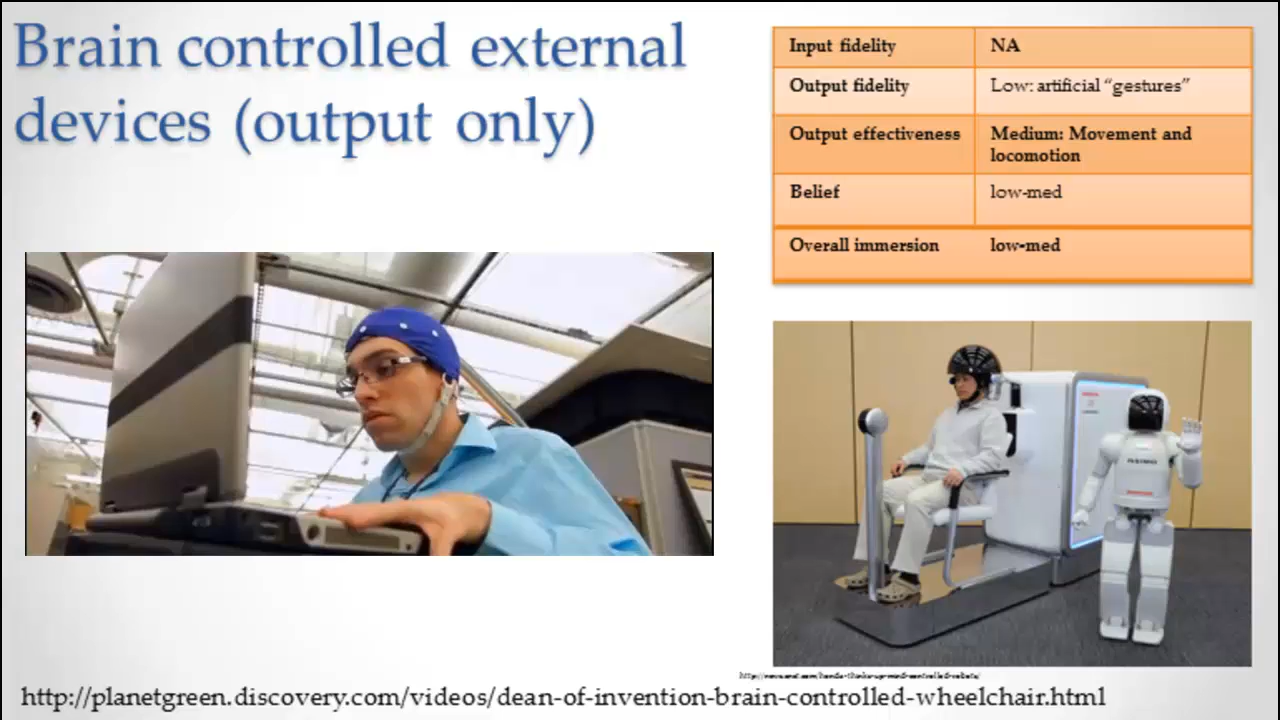 Brain controlled external
devices (output only)
Input fidelity NA
Output fidelity Low: artificial “gestures”
Output effectiveness Medium: Movement and
locomotion
Belief low-med
Overall immersion low-med
http://planetgreen.discovery.com/videos/dean-of-invention-brain-controlled-wheelchair.html